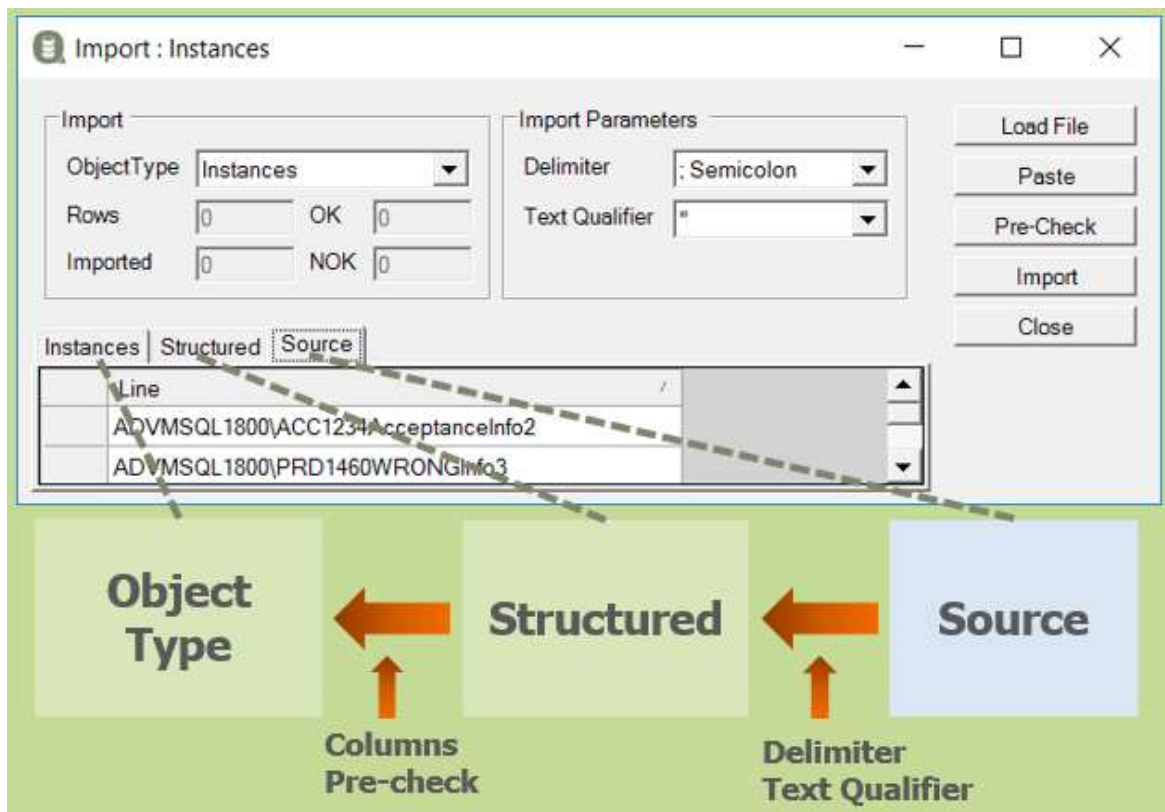 Import : Instances
Import
Import Parameters
Load File
ObjectType Instances
Delimiter ; Semicolon
Paste
Rows 0 OK 0
Text Qualifier "
Pre-Check
Imported 0 NOK 0
Import
Close
Instances Structured Source
Line /
ADVMSQL1800\ACC1234AcceptanceInfo2
ADVMSQL1800\PRD1460WRONGInfo3
Object
Type
Structured
Source
Columns
Pre-check
Delimiter
Text Qualifier